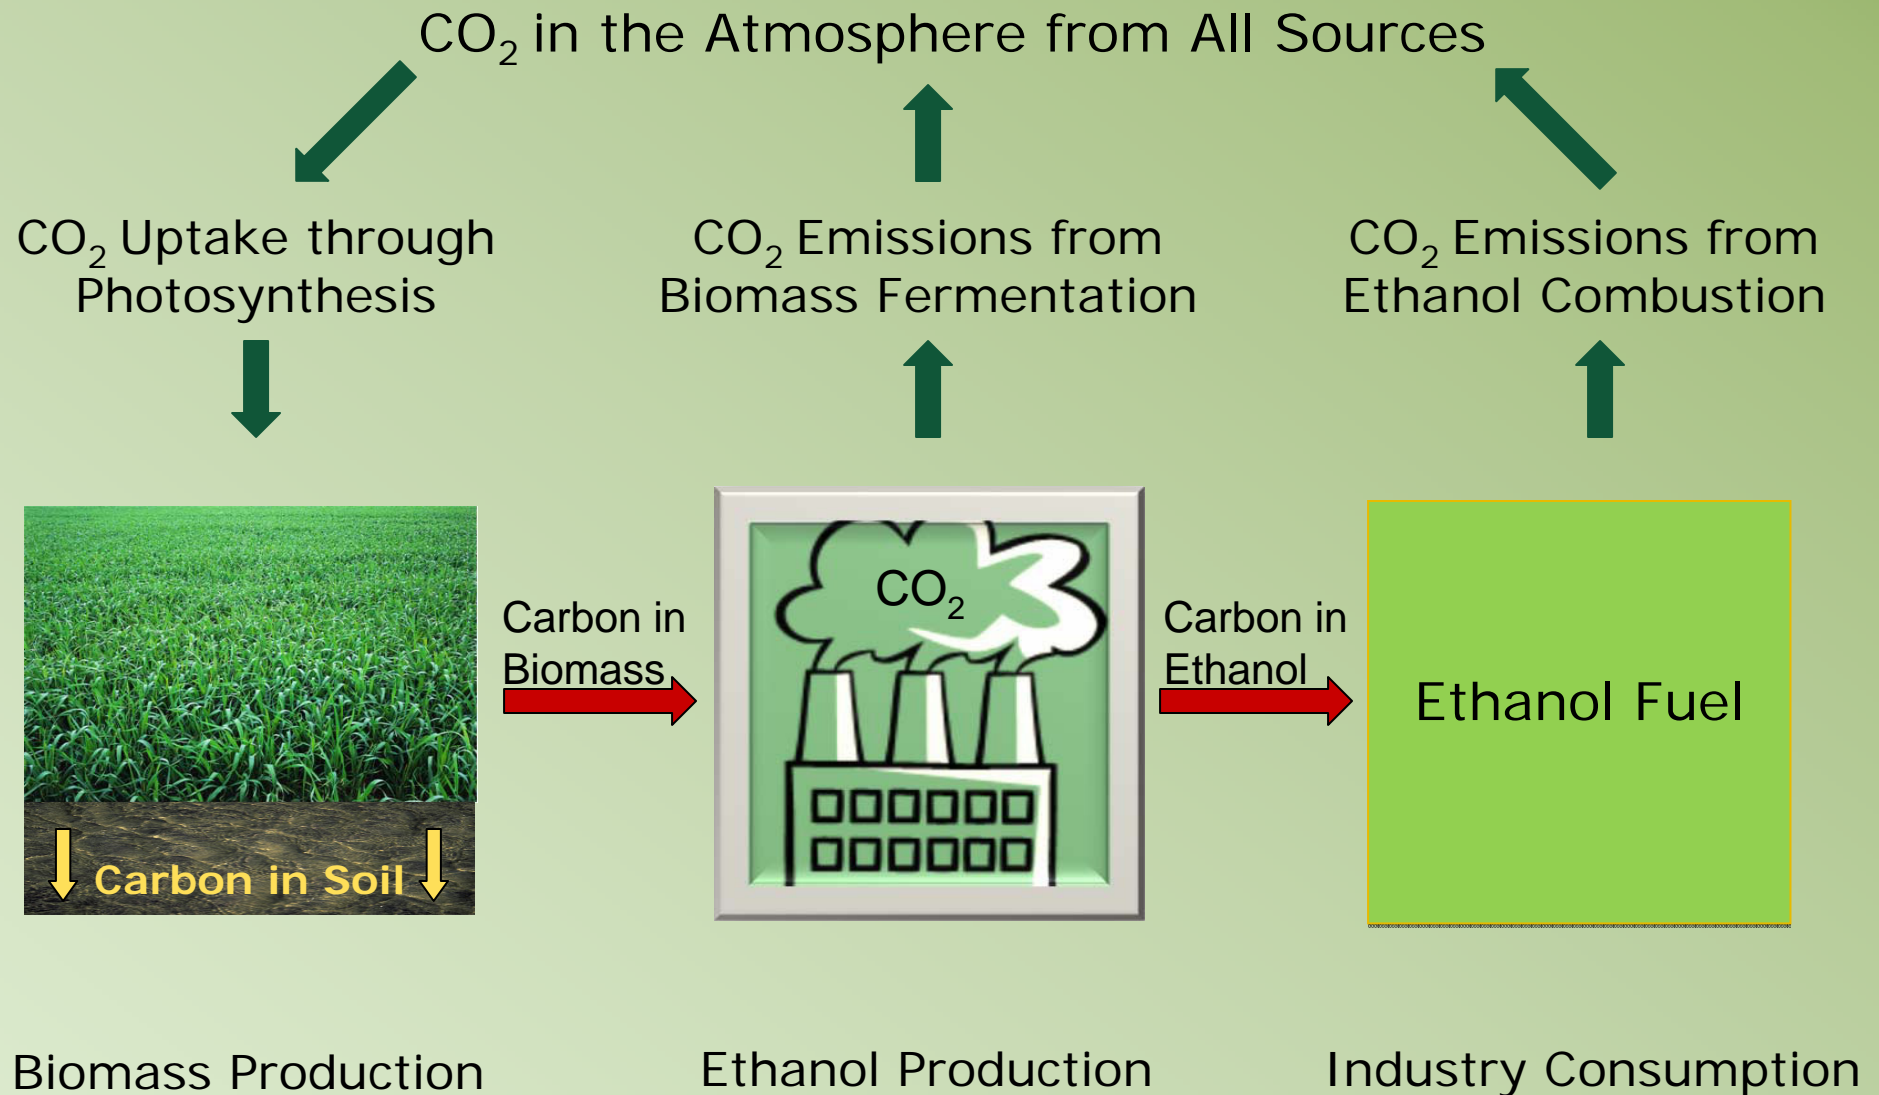 CO₂ in the Atmosphere from All Sources
CO₂ Uptake through
Photosynthesis
CO₂ Emissions from
Biomass Fermentation
CO₂ Emissions from
Ethanol Combustion
Carbon in
Biomass
CO₂
Carbon in
Ethanol
Ethanol Fuel
Carbon in Soil
Biomass Production
Ethanol Production
Industry Consumption